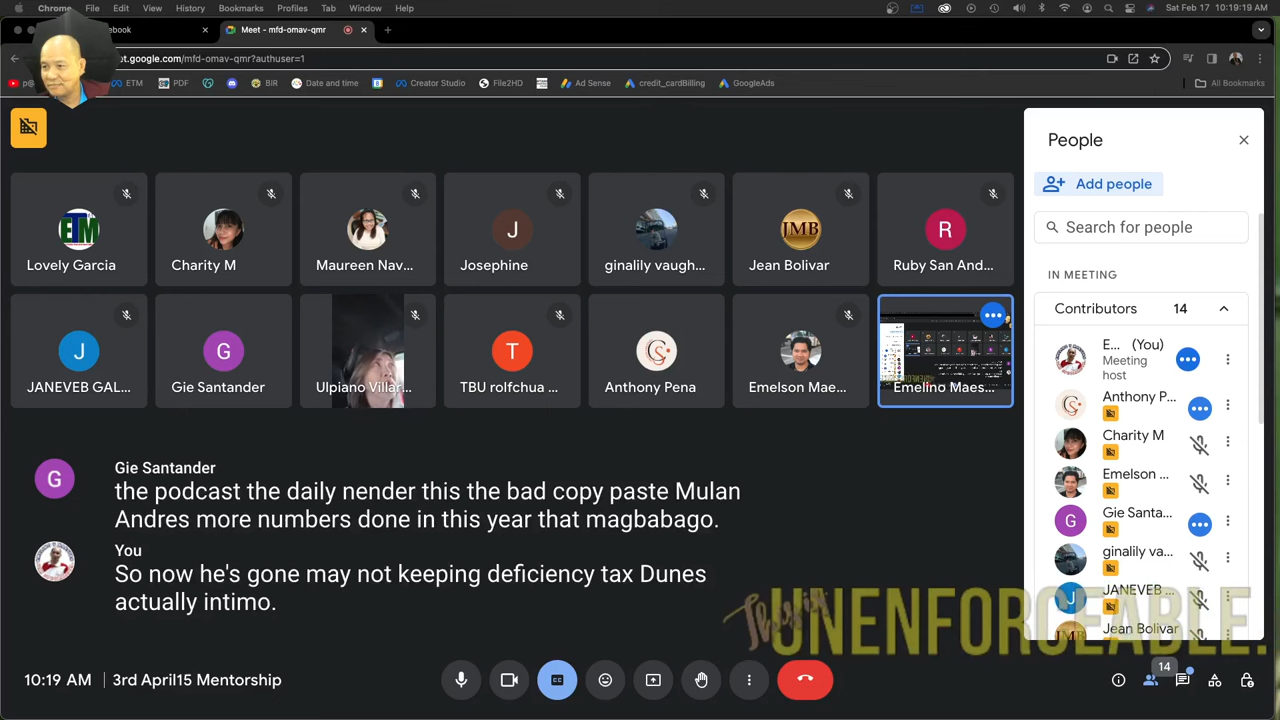 Chrome File Edit View History Bookmarks Profiles Tab Window Help Sat Feb 17 10:19:19 AM
Meet - mfd-omav-qmr
.google.com/mfd-omav-qmr?authuser=1
ETM PDF BIR Date and time Creator Studio File2HD Ad Sense credit_cardBilling GoogleAds All Bookmarks
People
Add people
Search for people
IN MEETING
Contributors 14
E... (You)
Meeting
host
Anthony P...
Charity M
Emelson ...
Gie Santa...
ginalily va...
JANEVEB ...
Jean Bolivar
ETM
Lovely Garcia
Charity M
Maureen Nav...
J
Josephine
ginalily vaugh...
JMB
Jean Bolivar
R
Ruby San And...
J
JANEVEB GAL...
G
Gie Santander
Ulpiano Villar...
T
TBU rolfchua ...
CS
Anthony Pena
Emelson Mae...
Emelino Maes...
G
Gie Santander
the podcast the daily nender this the bad copy paste Mulan
Andres more numbers done in this year that magbabago.
You
So now he's gone may not keeping deficiency tax Dunes
actually intimo.
UNENFORCEABLE.
10:19 AM | 3rd April15 Mentorship
14